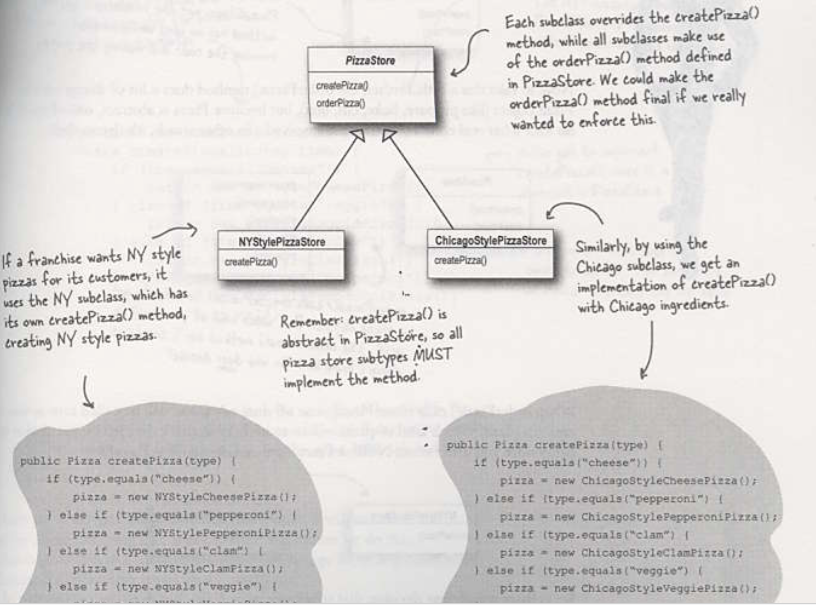 Each subclass overrides the createPizza()
method, while all subclasses make use
of the orderPizza() method defined
in PizzaStore. We could make the
orderPizza() method final if we really
wanted to enforce this.
PizzaStore
createPizza()
orderPizza()
NYStylePizzaStore
createPizza()
ChicagoStylePizzaStore
createPizza()
If a franchise wants NY style
pizzas for its customers, it
uses the NY subclass, which has
its own createPizza() method,
creating NY style pizzas.
Remember: createPizza() is
abstract in PizzaStore, so all
pizza store subtypes MUST
implement the method.
Similarly, by using the
Chicago subclass, we get an
implementation of createPizza()
with Chicago ingredients.
public Pizza createPizza(type) {
if (type.equals("cheese")) {
pizza = new NYStyleCheesePizza();
} else if (type.equals("pepperoni") {
pizza = new NYStylePepperoniPizza();
} else if (type.equals("clam") {
pizza = new NYStyleClamPizza();
} else if (type.equals("veggie") {
public Pizza createPizza(type) {
if (type.equals("cheese")) {
pizza = new ChicagoStyleCheesePizza();
} else if (type.equals("pepperoni") {
pizza = new ChicagoStylePepperoniPizza();
} else if (type.equals("clam") {
pizza = new ChicagoStyleClamPizza();
} else if (type.equals("veggie") {
pizza = new ChicagoStyleVeggiePizza();